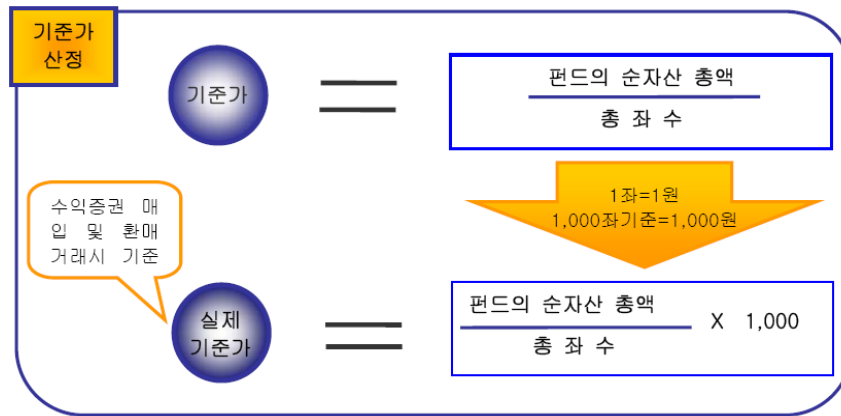 기준가
산정
기준가
펀드의 순자산 총액
총 좌 수
1좌=1원
1,000좌기준=1,000원
수익증권 매
입 및 환매
거래시 기준
실제
기준가
펀드의 순자산 총액
총 좌 수
X 1,000